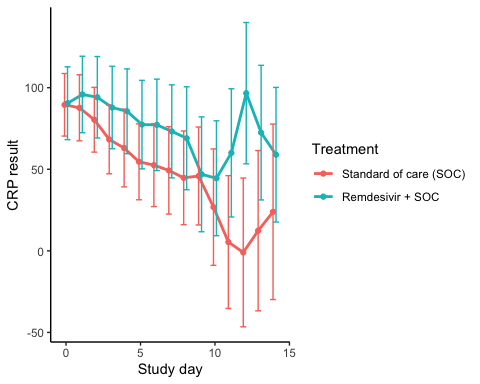 CRP result
100
50
0
-50
0
5
10
15
Study day
Treatment
Standard of care (SOC)
Remdesivir + SOC